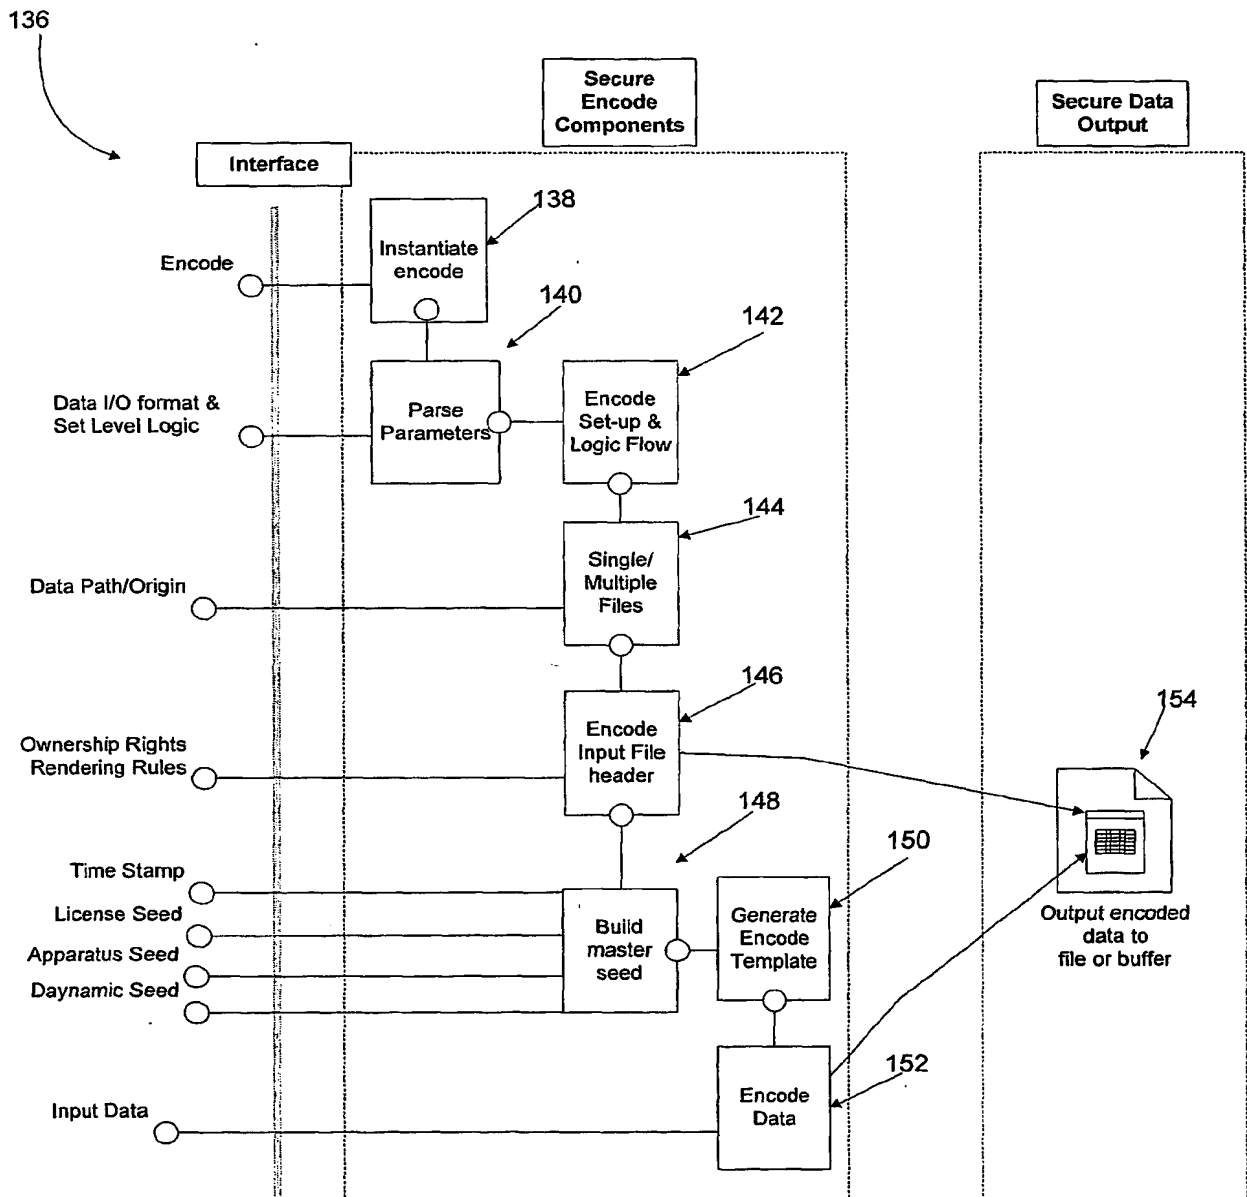 136
Secure
Encode
Components
Secure Data
Output
Interface
138
Instantiate
encode
Encode
140
142
Data I/O format &
Set Level Logic
Parse
Parameters
Encode
Set-up &
Logic Flow
144
Data Path/Origin
Single/
Multiple
Files
146
154
Ownership Rights
Rendering Rules
Encode
Input File
header
148
150
Time Stamp
License Seed
Apparatus Seed
Daynamic Seed
Build
master
seed
Generate
Encode
Template
Output encoded
data to
file or buffer
152
Input Data
Encode
Data